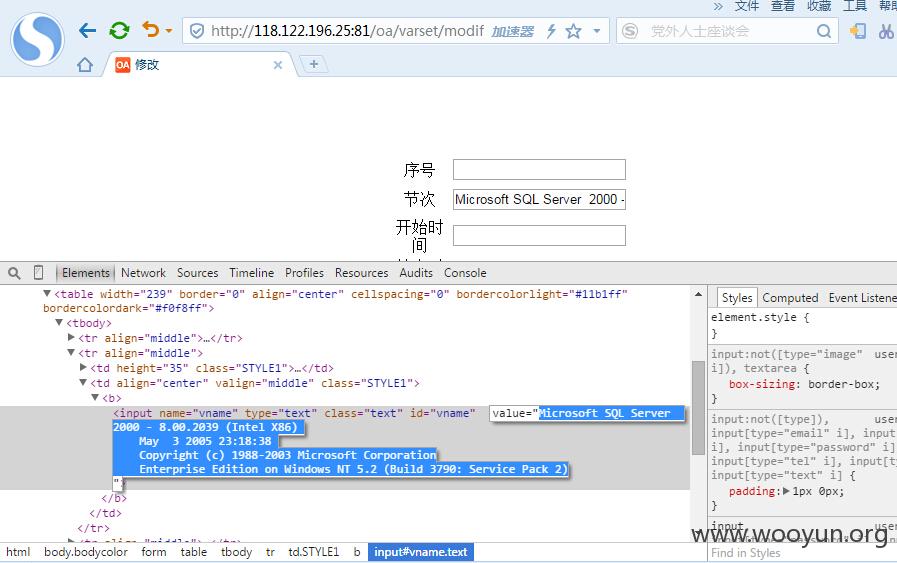 » 文件 查看 收藏 工具 帮助
http://118.122.196.25:81/oa/varset/modif 加速器 党外人士座谈会
OA 修改
序号
节次 Microsoft SQL Server 2000 -
开始时
间
Elements Network Sources Timeline Profiles Resources Audits Console
▼<table width="239" border="0" align="center" cellspacing="0" bordercolorlight="#11b1ff"
bordercolordark="#f0f8ff">
▼<tbody>
▶<tr align="middle">…</tr>
▼<tr align="middle">
▶<td height="35" class="STYLE1">…</td>
▼<td align="center" valign="middle" class="STYLE1">
▼<b>
<input name="vname" type="text" class="text" id="vname" value="Microsoft SQL Server
2000 - 8.00.2039 (Intel X86)
May 3 2005 23:18:38
Copyright (c) 1988-2003 Microsoft Corporation
Enterprise Edition on Windows NT 5.2 (Build 3790: Service Pack 2)
">
</b>
</td>
</tr>
html body.bodycolor form table tbody tr td.STYLE1 b input#vname.text
Styles Computed Event Listene
element.style {
}
input:not([type="image" user
i]), textarea {
box-sizing: border-box;
}
input:not([type]), user
input[type="email" i], input
i], input[type="password" i]
input[type="tel" i], input[ty
input[type="text" i] {
padding:▶1px 0px;
}
input, user
Find in Styles
www.wooyun.org